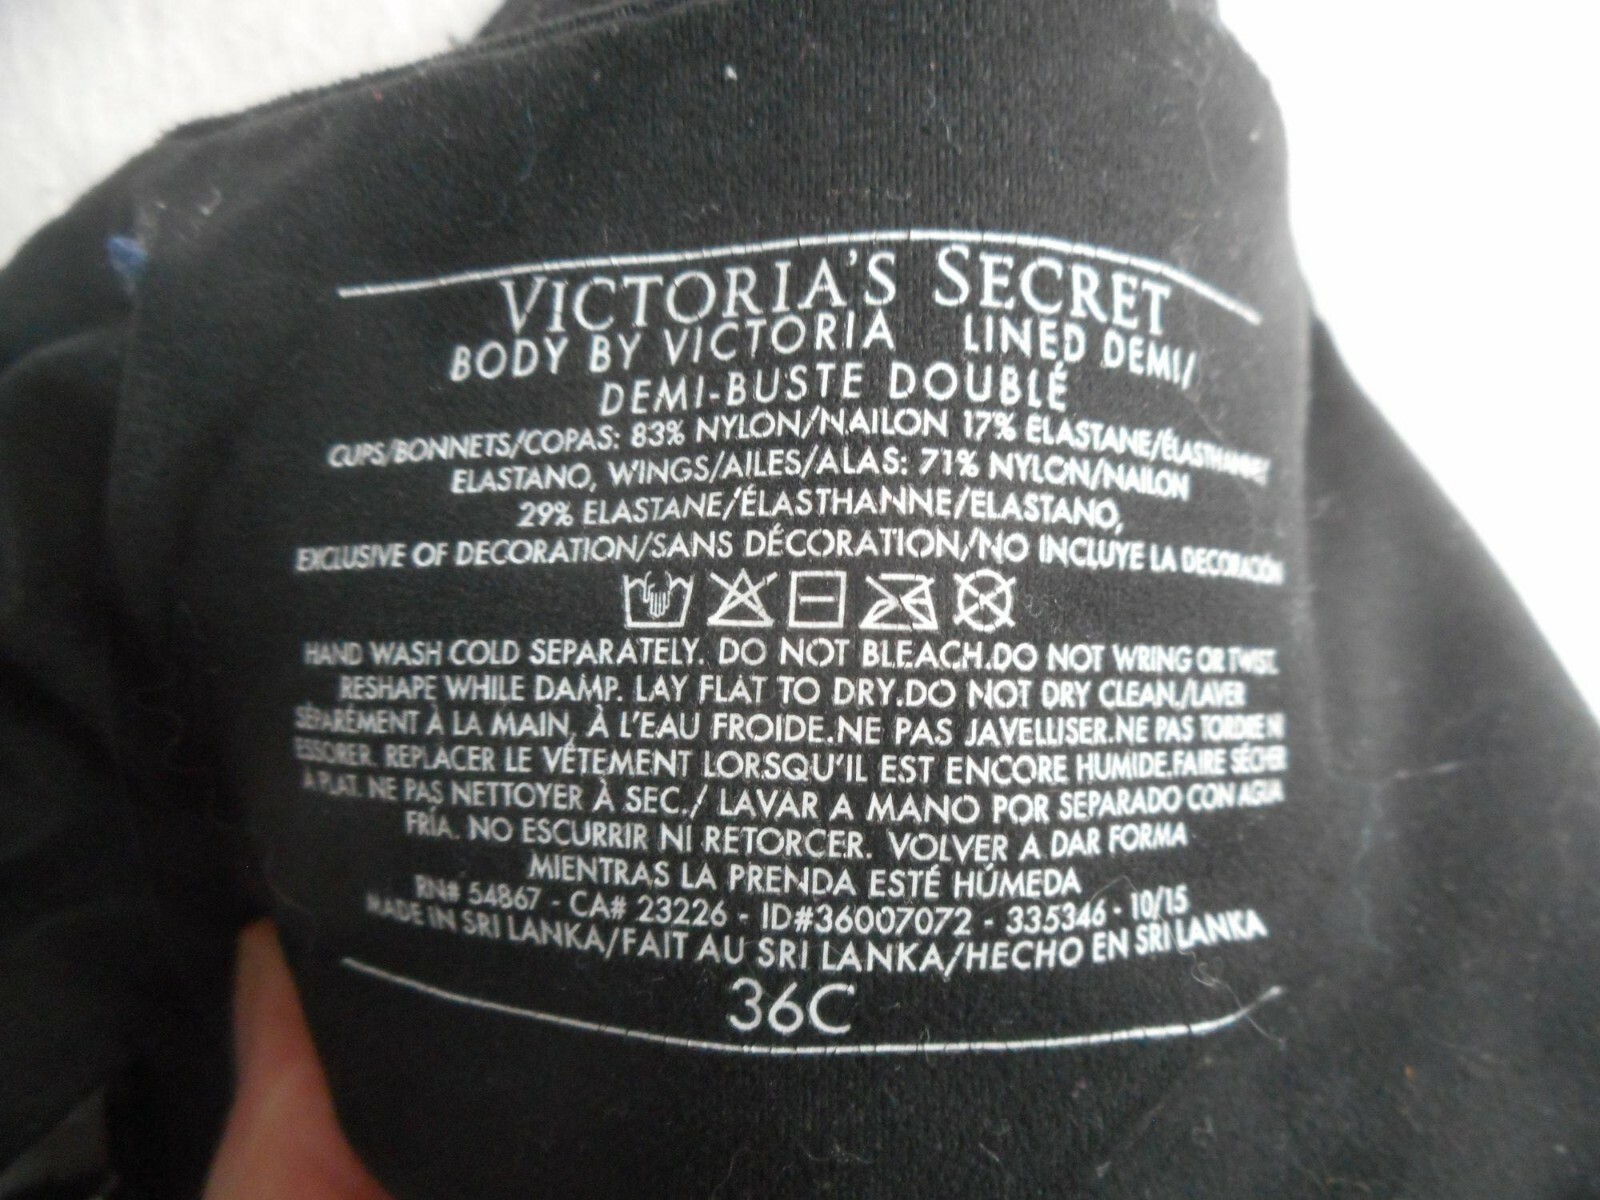 VICTORIA'S SECRET
BODY BY VICTORIA LINED DEMI/
DEMI-BUSTE DOUBLÉ
CUPS/BONNETS/COPAS: 83% NYLON/NAILON 17% ELASTANE/ÉLASTHANNE/
ELASTANO, WINGS/AILES/ALAS: 71% NYLON/NAILON
29% ELASTANE/ÉLASTHANNE/ELASTANO,
EXCLUSIVE OF DECORATION/SANS DÉCORATION/NO INCLUYE LA DECORACIÓN
HAND WASH COLD SEPARATELY. DO NOT BLEACH.DO NOT WRING OR TWIST.
RESHAPE WHILE DAMP. LAY FLAT TO DRY.DO NOT DRY CLEAN./LAVER
SÉPARÉMENT À LA MAIN, À L'EAU FROIDE.NE PAS JAVELLISER.NE PAS TORDRE NI
ESSORER. REPLACER LE VÊTEMENT LORSQU'IL EST ENCORE HUMIDE.FAIRE SÉCHER
À PLAT. NE PAS NETTOYER À SEC./ LAVAR A MANO POR SEPARADO CON AGUA
FRÍA. NO ESCURRIR NI RETORCER. VOLVER A DAR FORMA
MIENTRAS LA PRENDA ESTÉ HÚMEDA
RN# 54867 - CA# 23226 - ID#36007072 - 335346 - 10/15
MADE IN SRI LANKA/FAIT AU SRI LANKA/HECHO EN SRI LANKA
36C